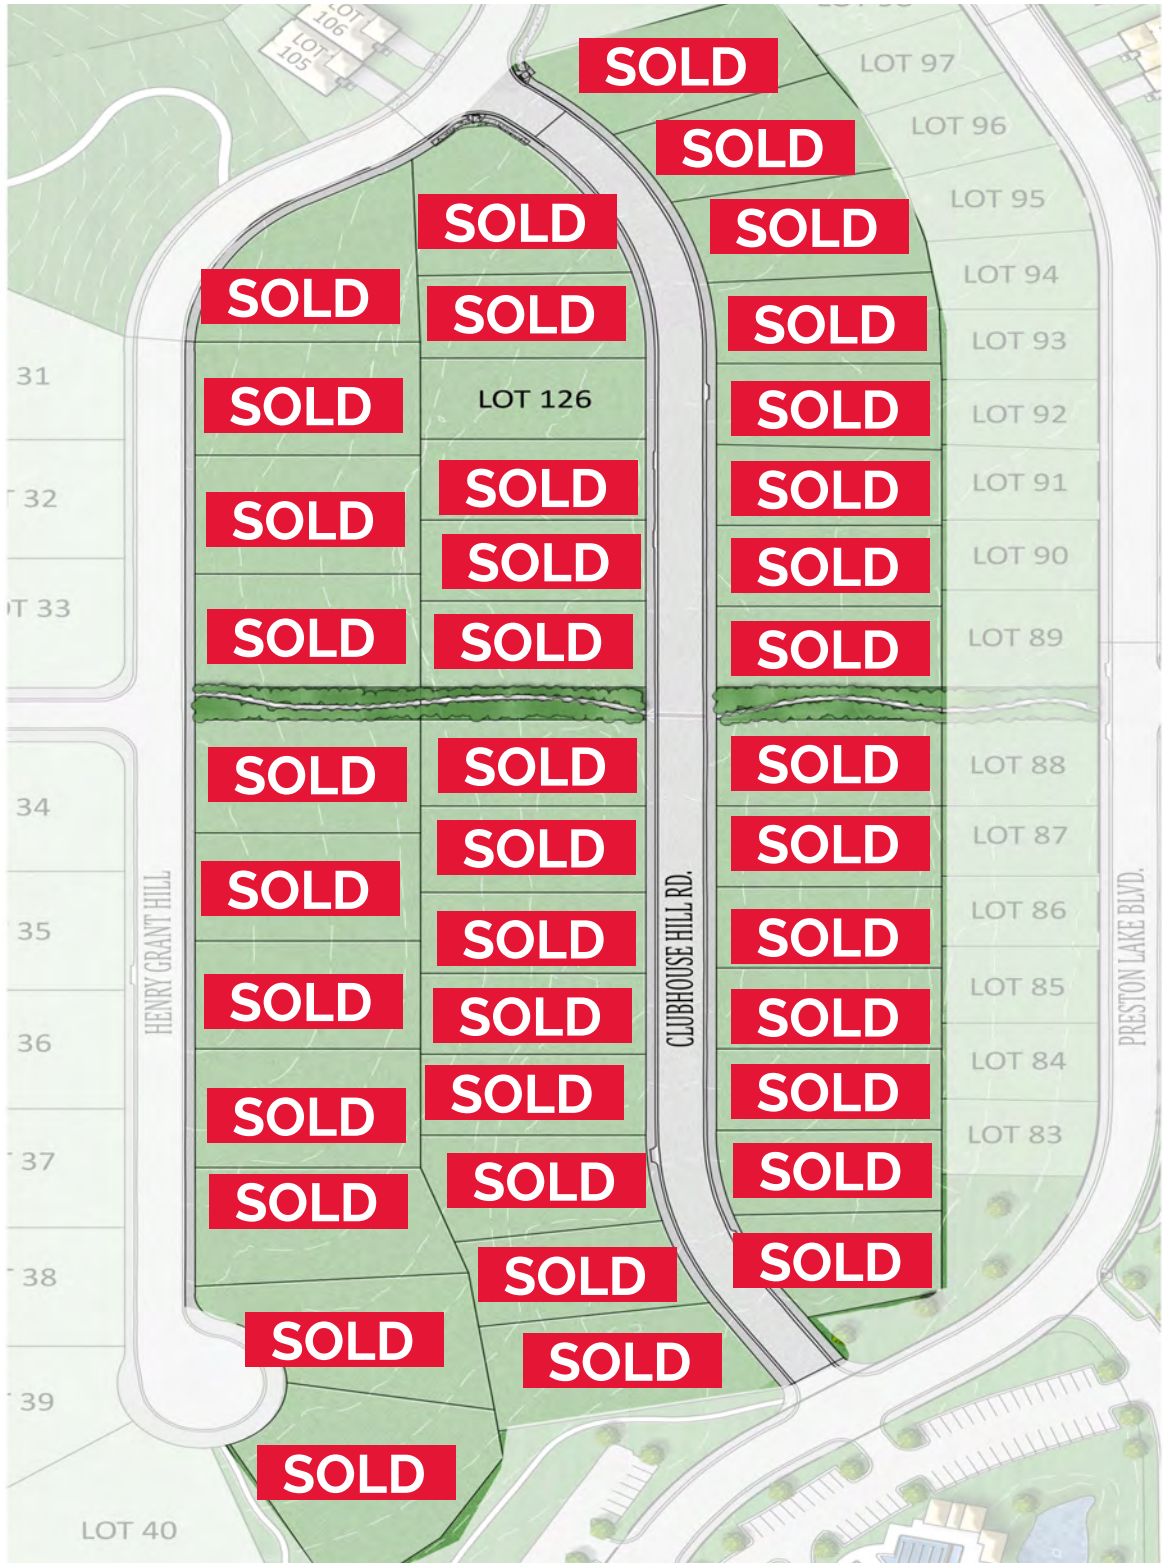 LOT
106
LOT
105
LOT 97
SOLD
LOT 96
SOLD
LOT 95
SOLD
SOLD
LOT 94
SOLD
SOLD
SOLD
LOT 93
31
SOLD
LOT 126
SOLD
LOT 92
32
SOLD
SOLD
SOLD
LOT 91
SOLD
SOLD
LOT 90
33
SOLD
SOLD
SOLD
LOT 89
SOLD
SOLD
SOLD
LOT 88
34
SOLD
SOLD
LOT 87
SOLD
LOT 86
35
SOLD
SOLD
HENRY GRANT HILL
CLUBHOUSE HILL RD.
PRESTON LAKE BLVD.
SOLD
SOLD
SOLD
LOT 85
36
SOLD
SOLD
LOT 84
SOLD
LOT 83
37
SOLD
SOLD
SOLD
38
SOLD
SOLD
SOLD
SOLD
39
SOLD
LOT 40